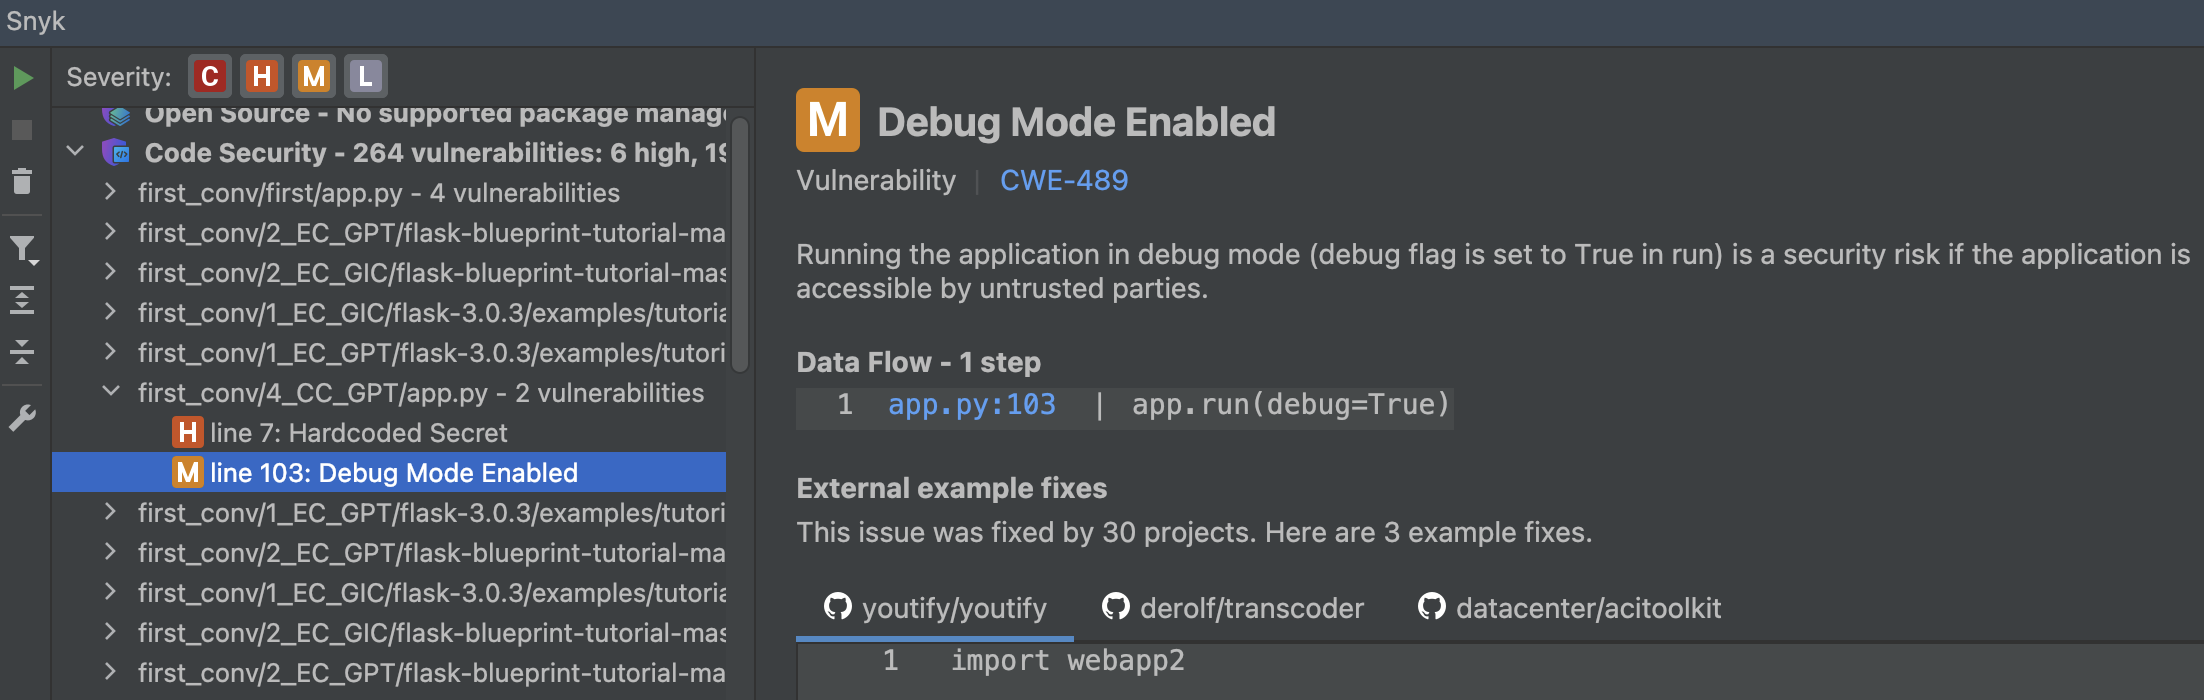 Snyk
Severity: C H M L
Open Source - No supported package manag
Code Security - 264 vulnerabilities: 6 high, 19
first_conv/first/app.py - 4 vulnerabilities
first_conv/2_EC_GPT/flask-blueprint-tutorial-ma
first_conv/2_EC_GIC/flask-blueprint-tutorial-mas
first_conv/1_EC_GIC/flask-3.0.3/examples/tutoria
first_conv/1_EC_GPT/flask-3.0.3/examples/tutori
first_conv/4_CC_GPT/app.py - 2 vulnerabilities
H line 7: Hardcoded Secret
M line 103: Debug Mode Enabled
first_conv/1_EC_GPT/flask-3.0.3/examples/tutori
first_conv/2_EC_GPT/flask-blueprint-tutorial-ma
first_conv/1_EC_GIC/flask-3.0.3/examples/tutoria
first_conv/2_EC_GIC/flask-blueprint-tutorial-mas
first_conv/2_EC_GPT/flask-blueprint-tutorial-ma
M Debug Mode Enabled
Vulnerability | CWE-489
Running the application in debug mode (debug flag is set to True in run) is a security risk if the application is
accessible by untrusted parties.
Data Flow - 1 step
1 app.py:103 | app.run(debug=True)
External example fixes
This issue was fixed by 30 projects. Here are 3 example fixes.
youtify/youtify derolf/transcoder datacenter/acitoolkit
1 import webapp2